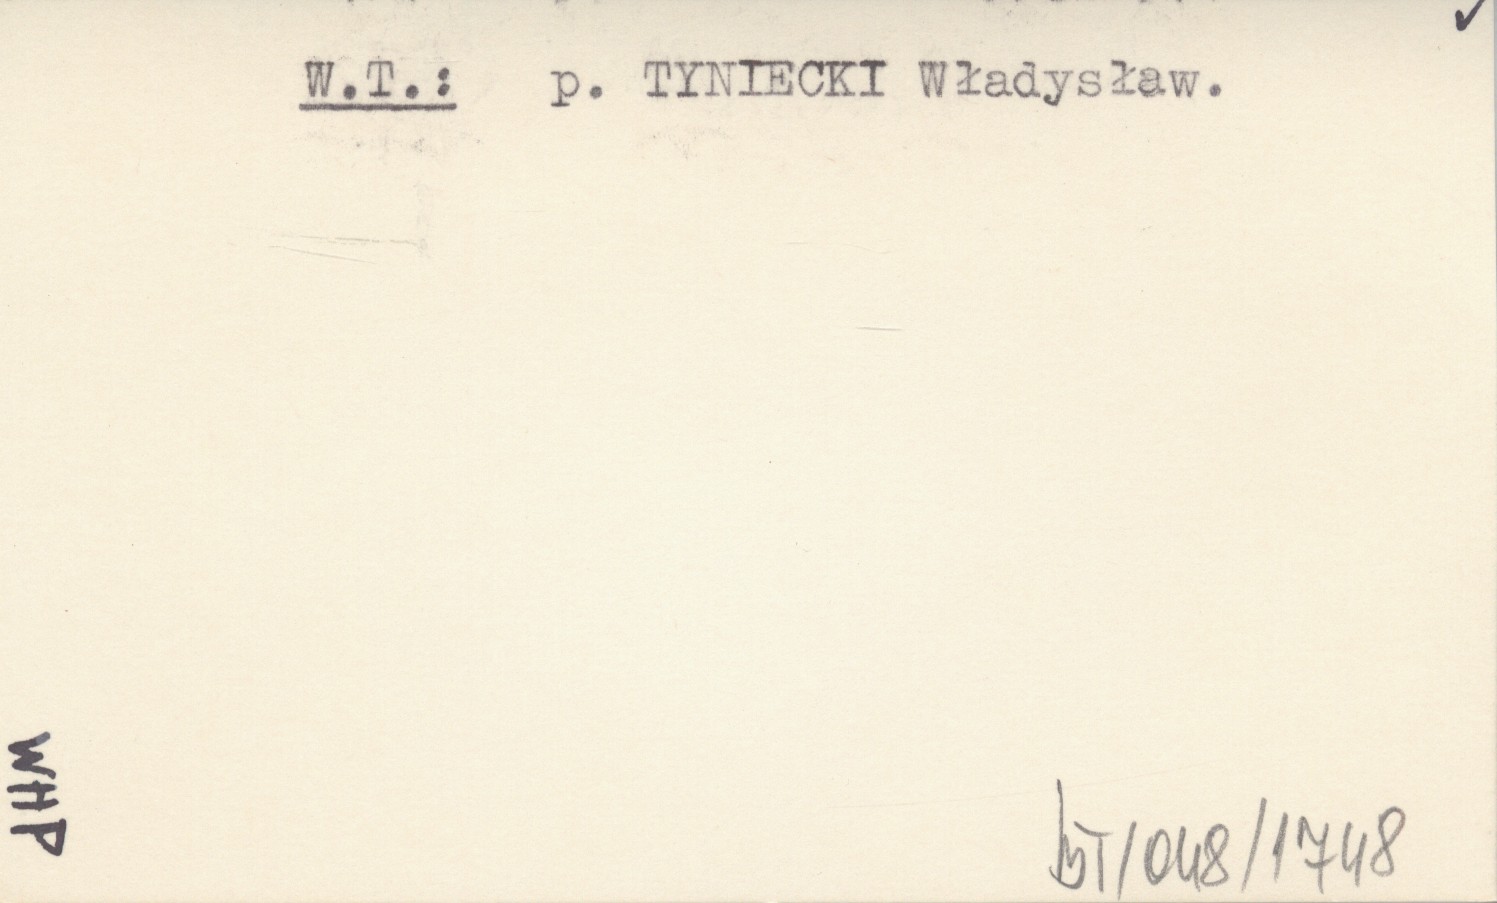 W.T.: p. TYNIECKI Władysław.
WHP
BT/048/1748